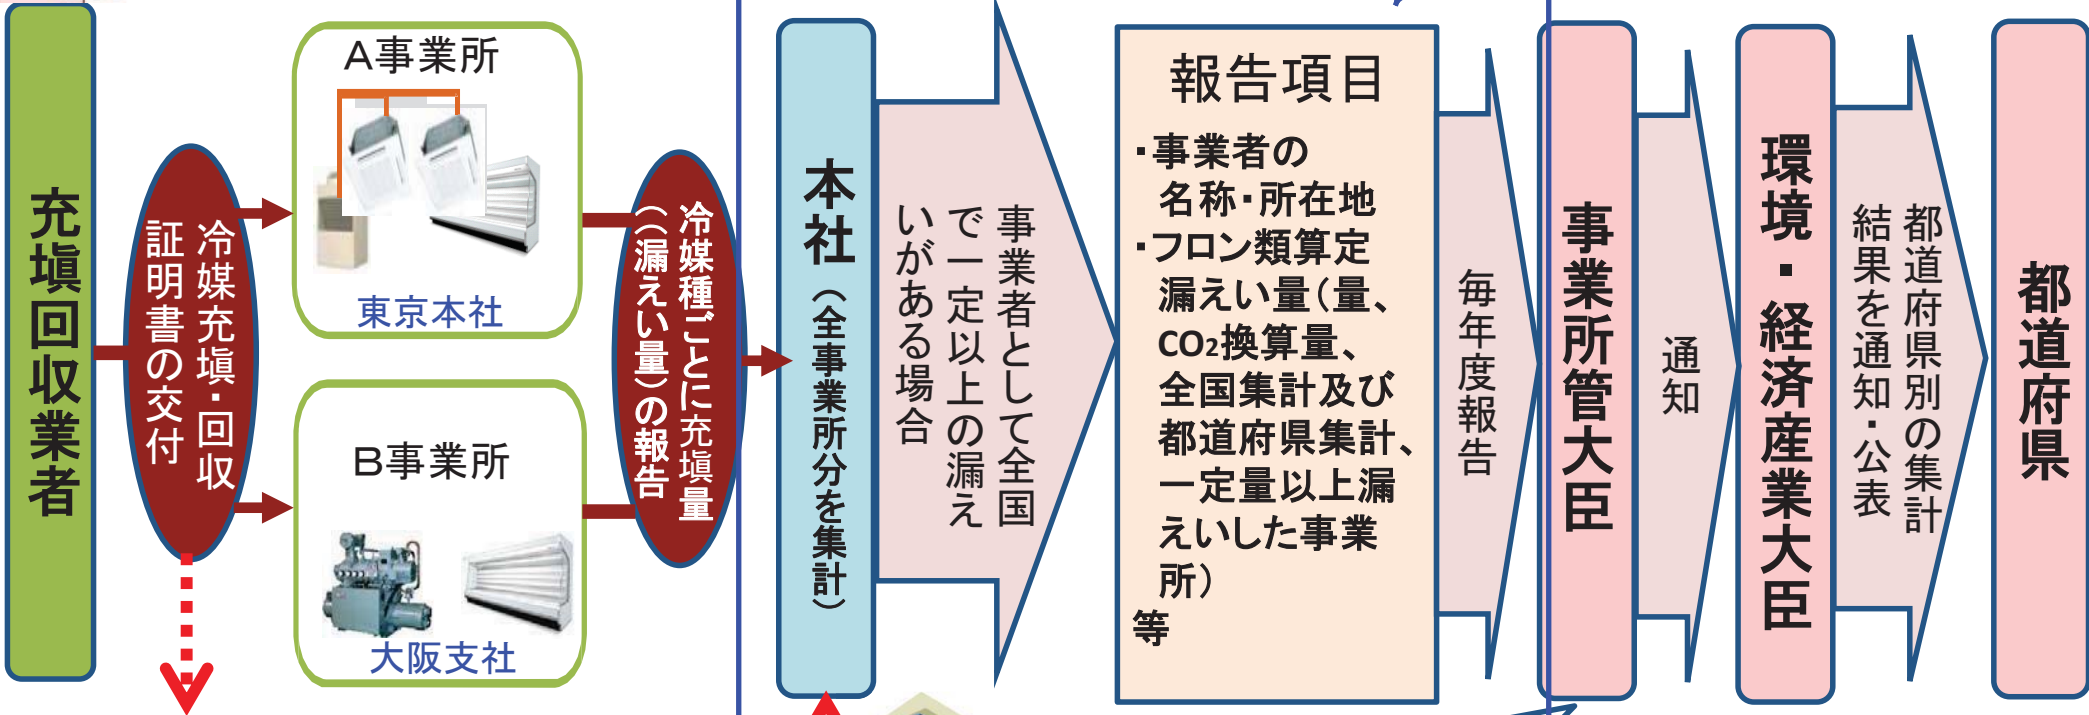 充塡回収業者
冷媒充塡・回収
証明書の交付
A事業所
東京本社
B事業所
大阪支社
冷媒種ごとに充塡量
(（漏えい量）の報告
本社（全事業所分を集計）
事業者として全国
で一定以上の漏え
いがある場合
報告項目
・事業者の
名称・所在地
・フロン類算定
漏えい量（量、
CO₂換算量、
全国集計及び
都道府県集計、
一定量以上漏
えいした事業
所）
等
毎年度報告
事業所管大臣
通知
環境・経済産業大臣
都道府県別の集計
結果を通知・公表
都道府県